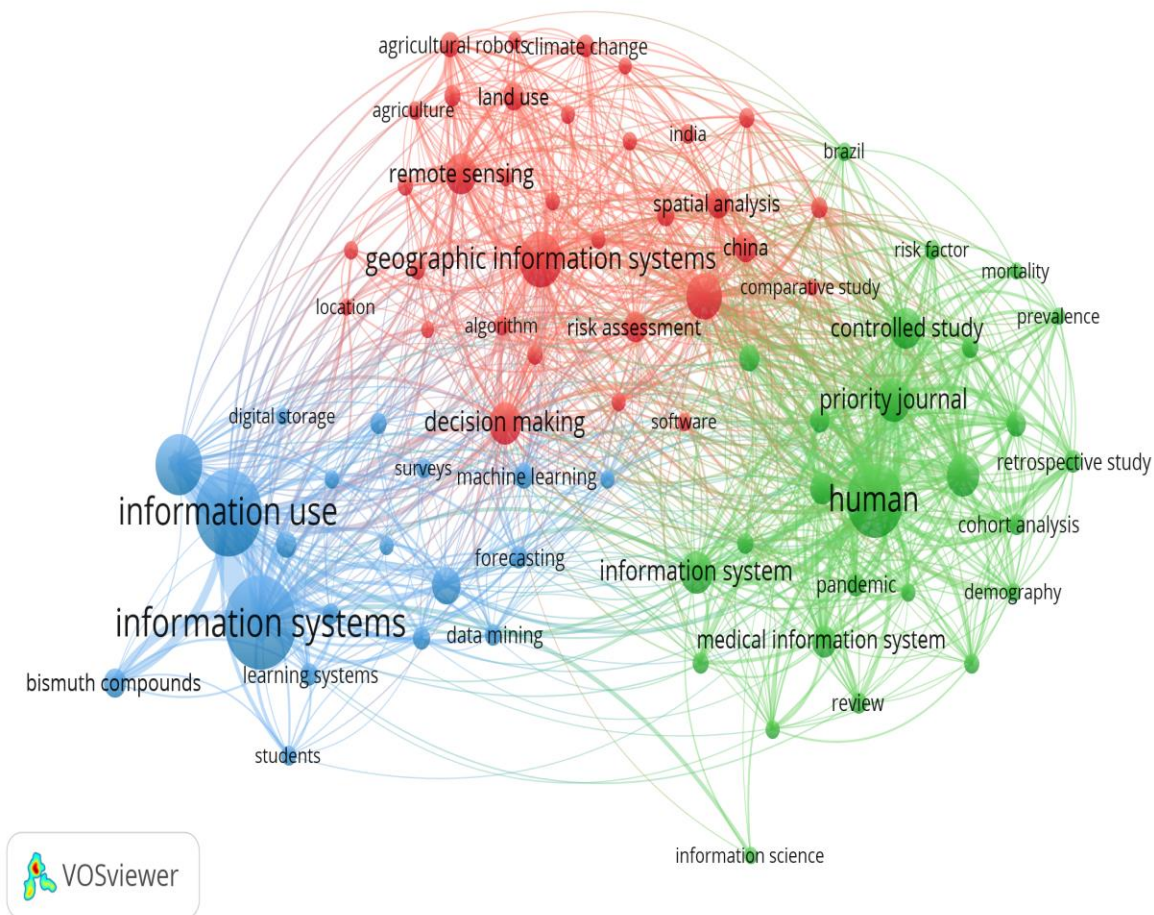 agricultural robots
climate change
land use
agriculture
india
brazil
remote sensing
spatial analysis
china
risk factor
geographic information systems
mortality
comparative study
location
prevalence
algorithm
risk assessment
controlled study
priority journal
digital storage
decision making
software
surveys
machine learning
retrospective study
human
information use
cohort analysis
forecasting
information system
pandemic
demography
information systems
data mining
medical information system
learning systems
bismuth compounds
review
students
information science
VOSviewer